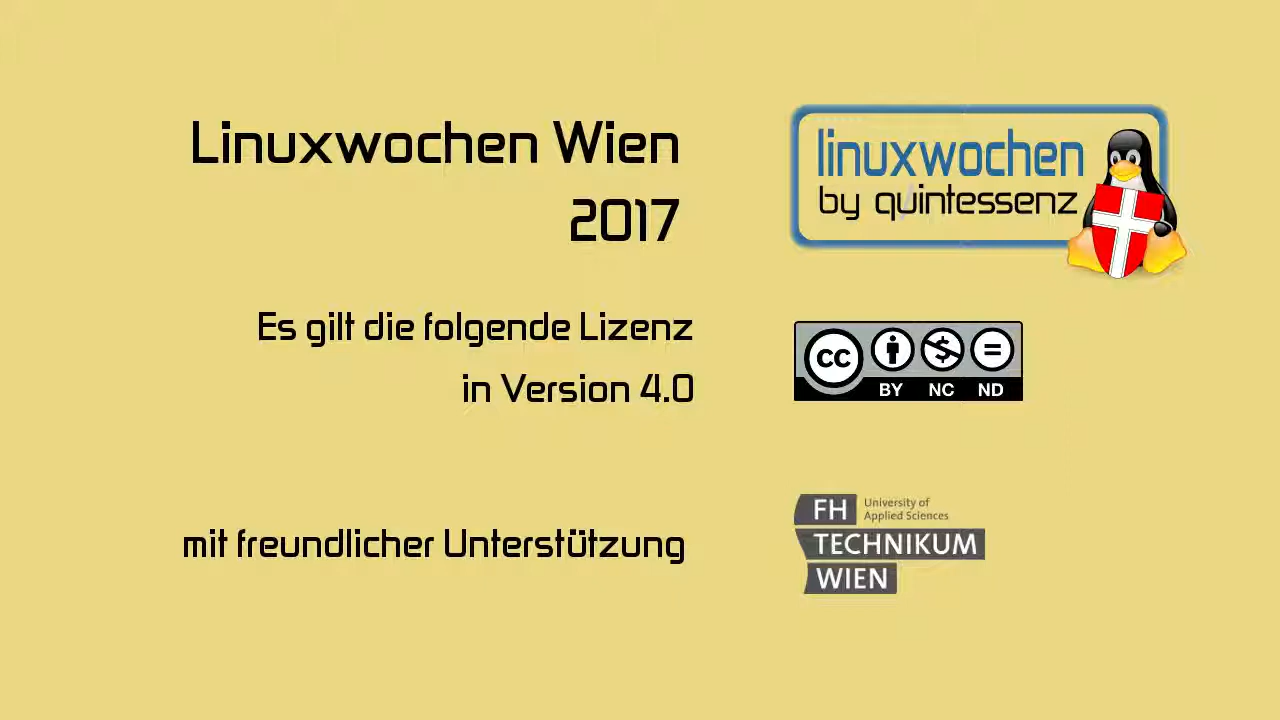 Linuxwochen Wien
2017
linuxwochen
by quintessenz
Es gilt die folgende Lizenz
in Version 4.0
cc
BY NC ND
mit freundlicher Unterstützung
FH University of
Applied Sciences
TECHNIKUM
WIEN